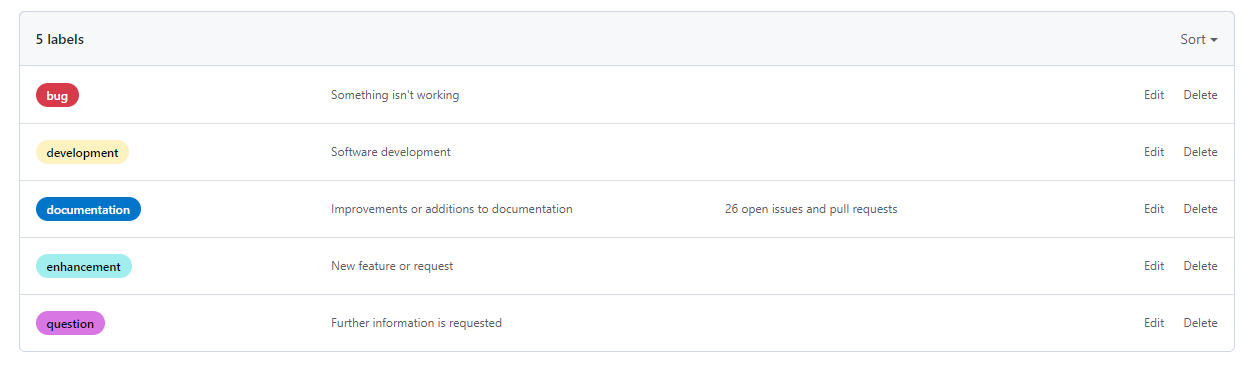 5 labels Sort
bug Something isn't working Edit Delete
development Software development Edit Delete
documentation Improvements or additions to documentation 26 open issues and pull requests Edit Delete
enhancement New feature or request Edit Delete
question Further information is requested Edit Delete